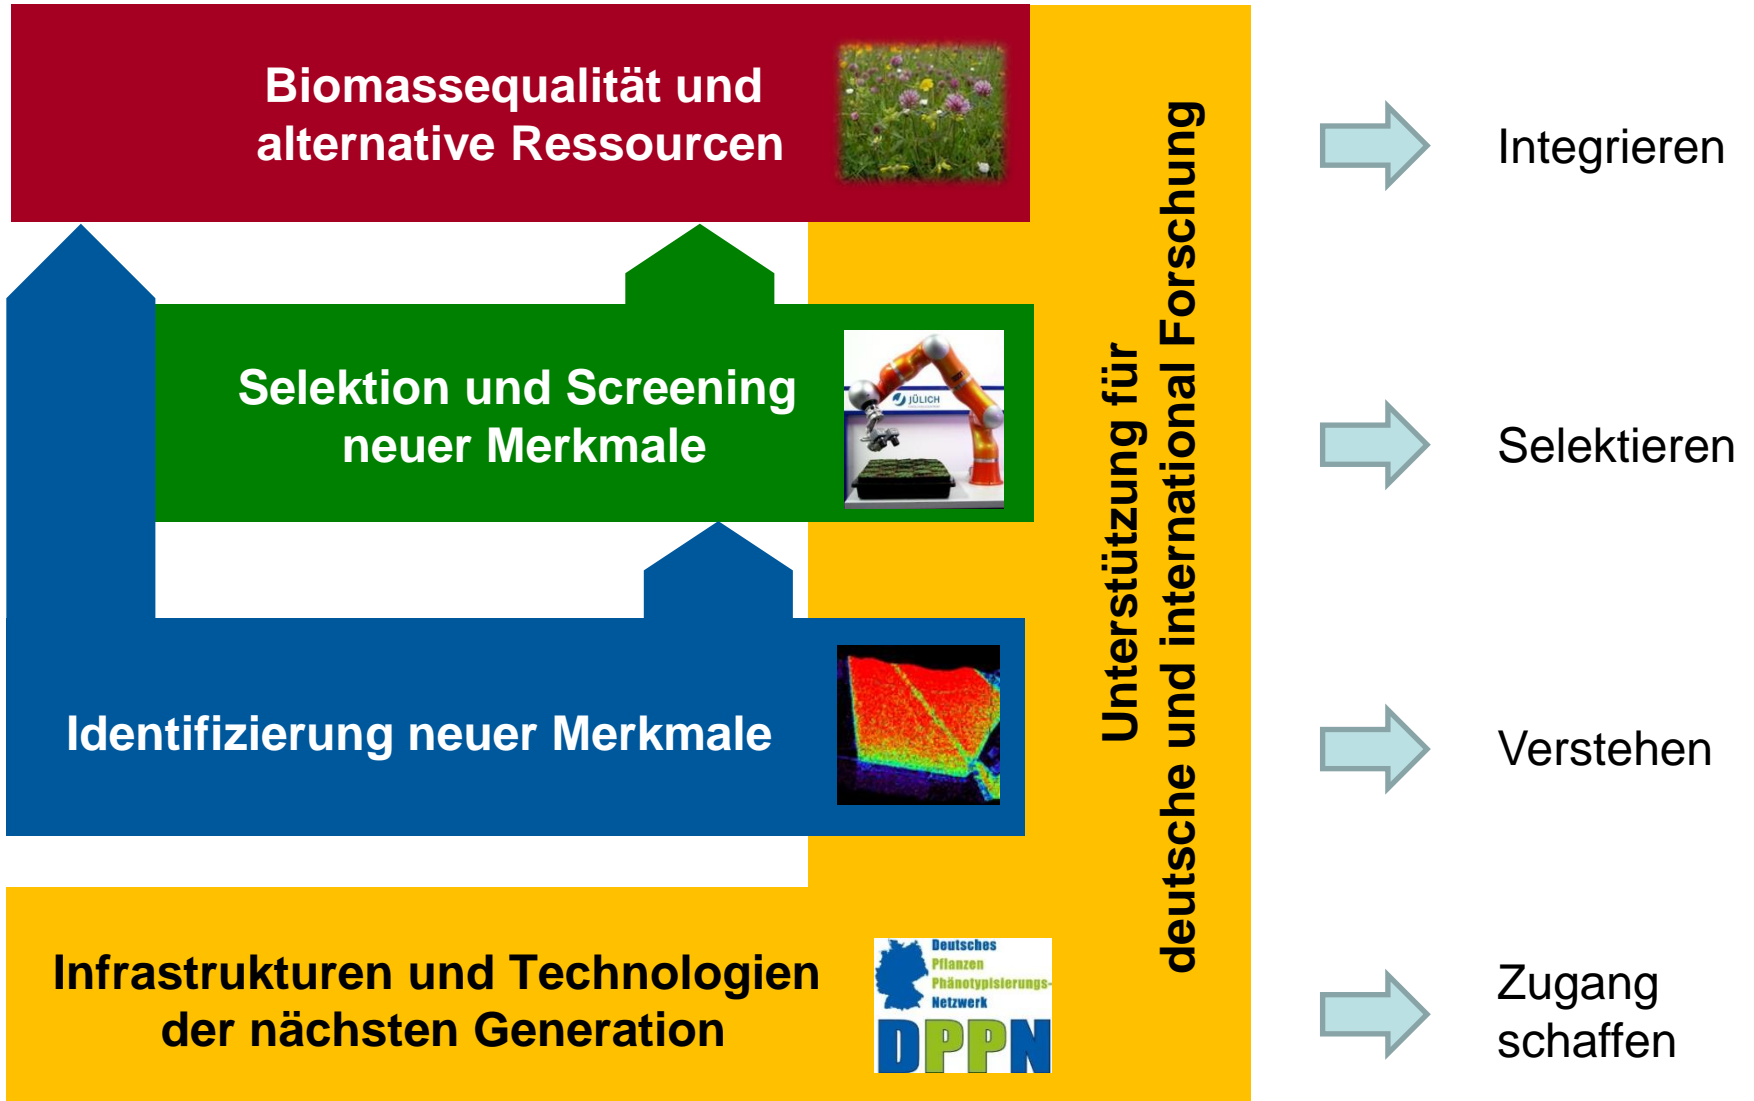 Biomassequalität und
alternative Ressourcen
Integrieren
Selektion und Screening
neuer Merkmale
JÜLICH
Selektieren
Identifizierung neuer Merkmale
Verstehen
Unterstützung für
deutsche und international Forschung
Infrastrukturen und Technologien
der nächsten Generation
Deutsches
Pflanzen
Phänotypisierungs-
Netzwerk
DPPN
Zugang
schaffen